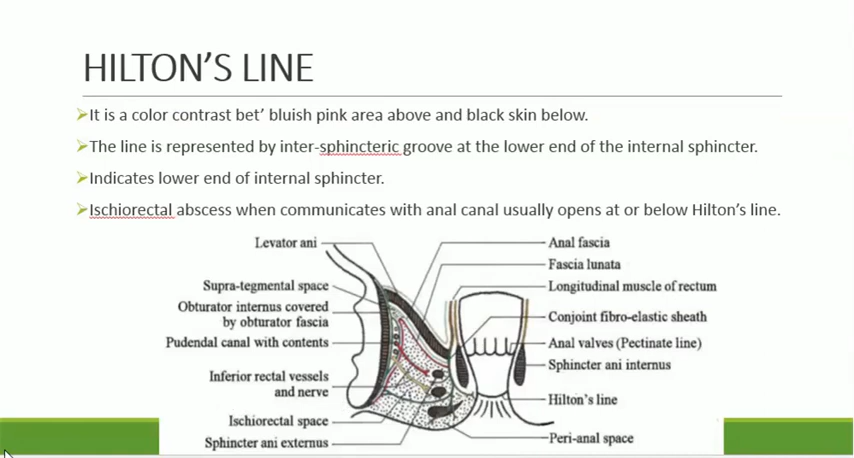 HILTON’S LINE
It is a color contrast bet’ bluish pink area above and black skin below.
The line is represented by inter-sphincteric groove at the lower end of the internal sphincter.
Indicates lower end of internal sphincter.
Ischiorectal abscess when communicates with anal canal usually opens at or below Hilton’s line.
Levator ani
Supra-tegmental space
Obturator internus covered
by obturator fascia
Pudendal canal with contents
Inferior rectal vessels
and nerve
Ischiorectal space
Sphincter ani externus
Anal fascia
Fascia lunata
Longitudinal muscle of rectum
Conjoint fibro-elastic sheath
Anal valves (Pectinate line)
Sphincter ani internus
Hilton’s line
Peri-anal space